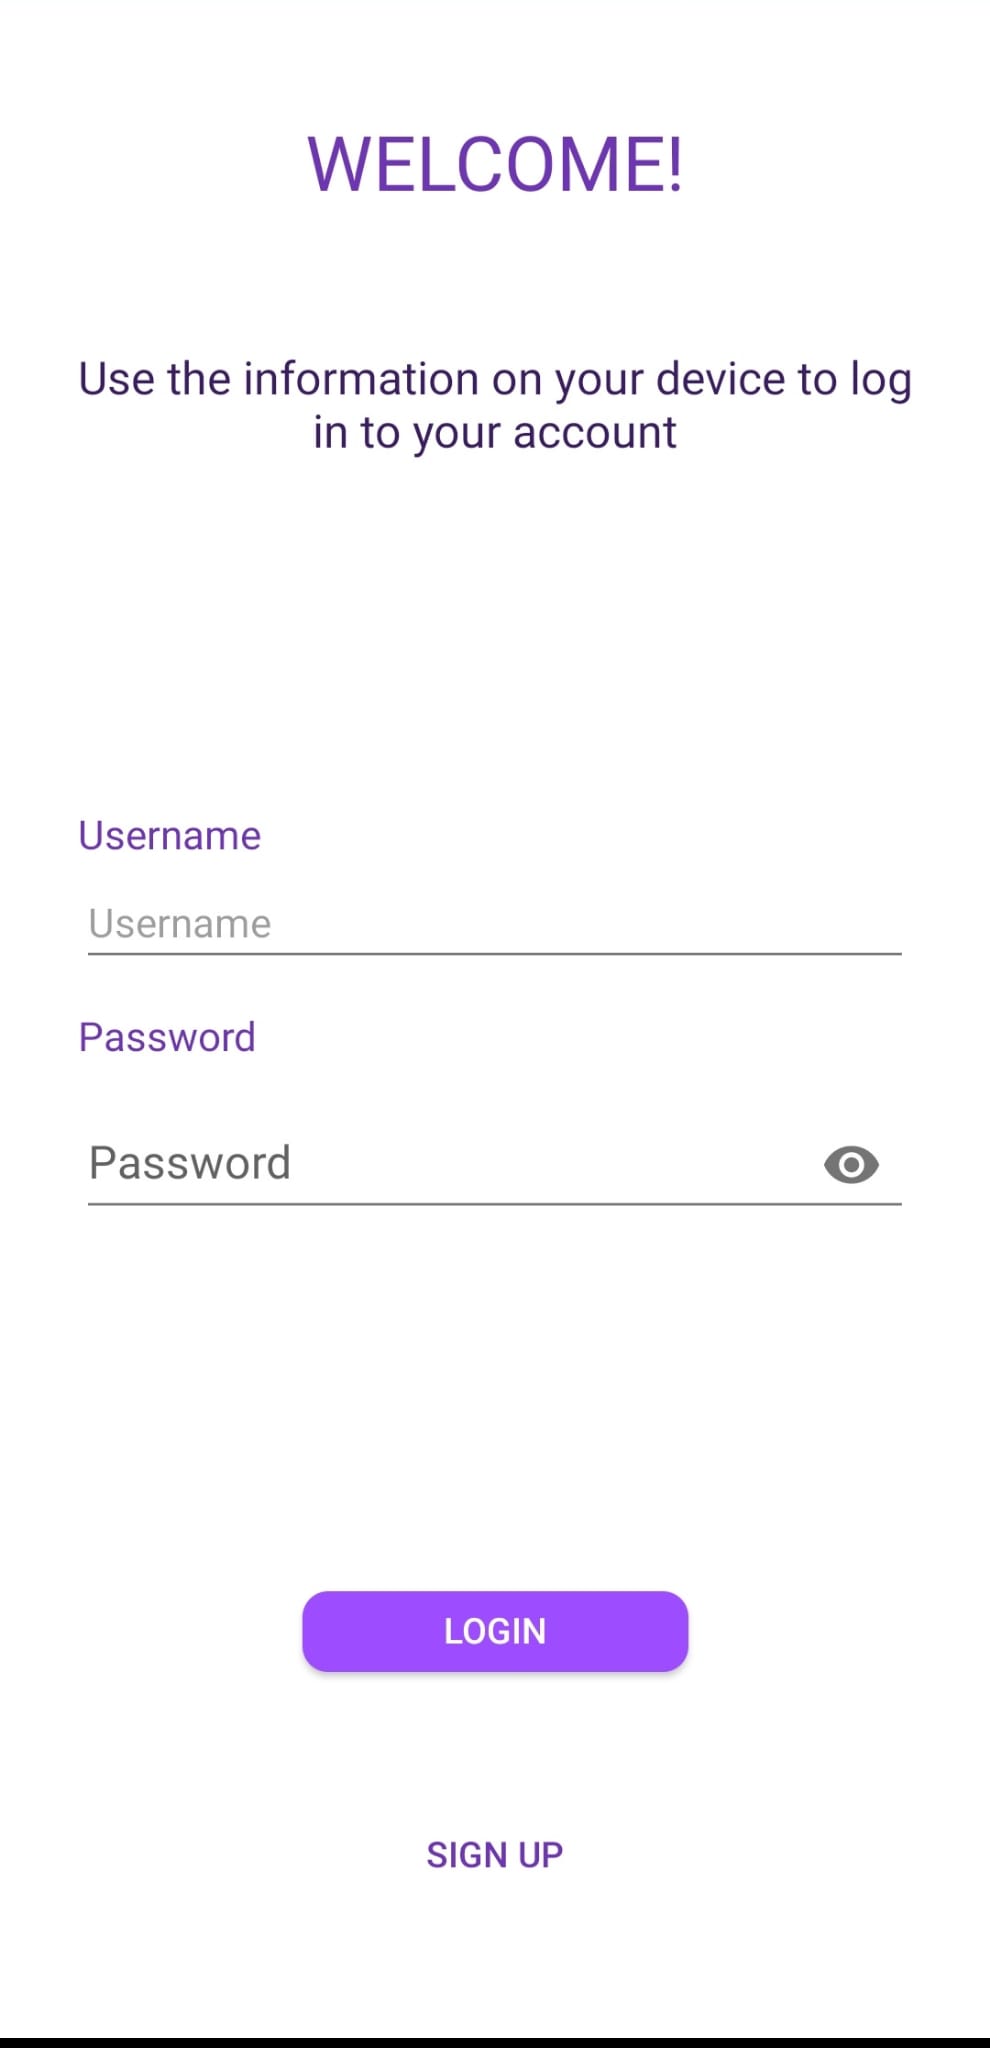 WELCOME!
Use the information on your device to log
in to your account
Username
Username
Password
Password
LOGIN
SIGN UP